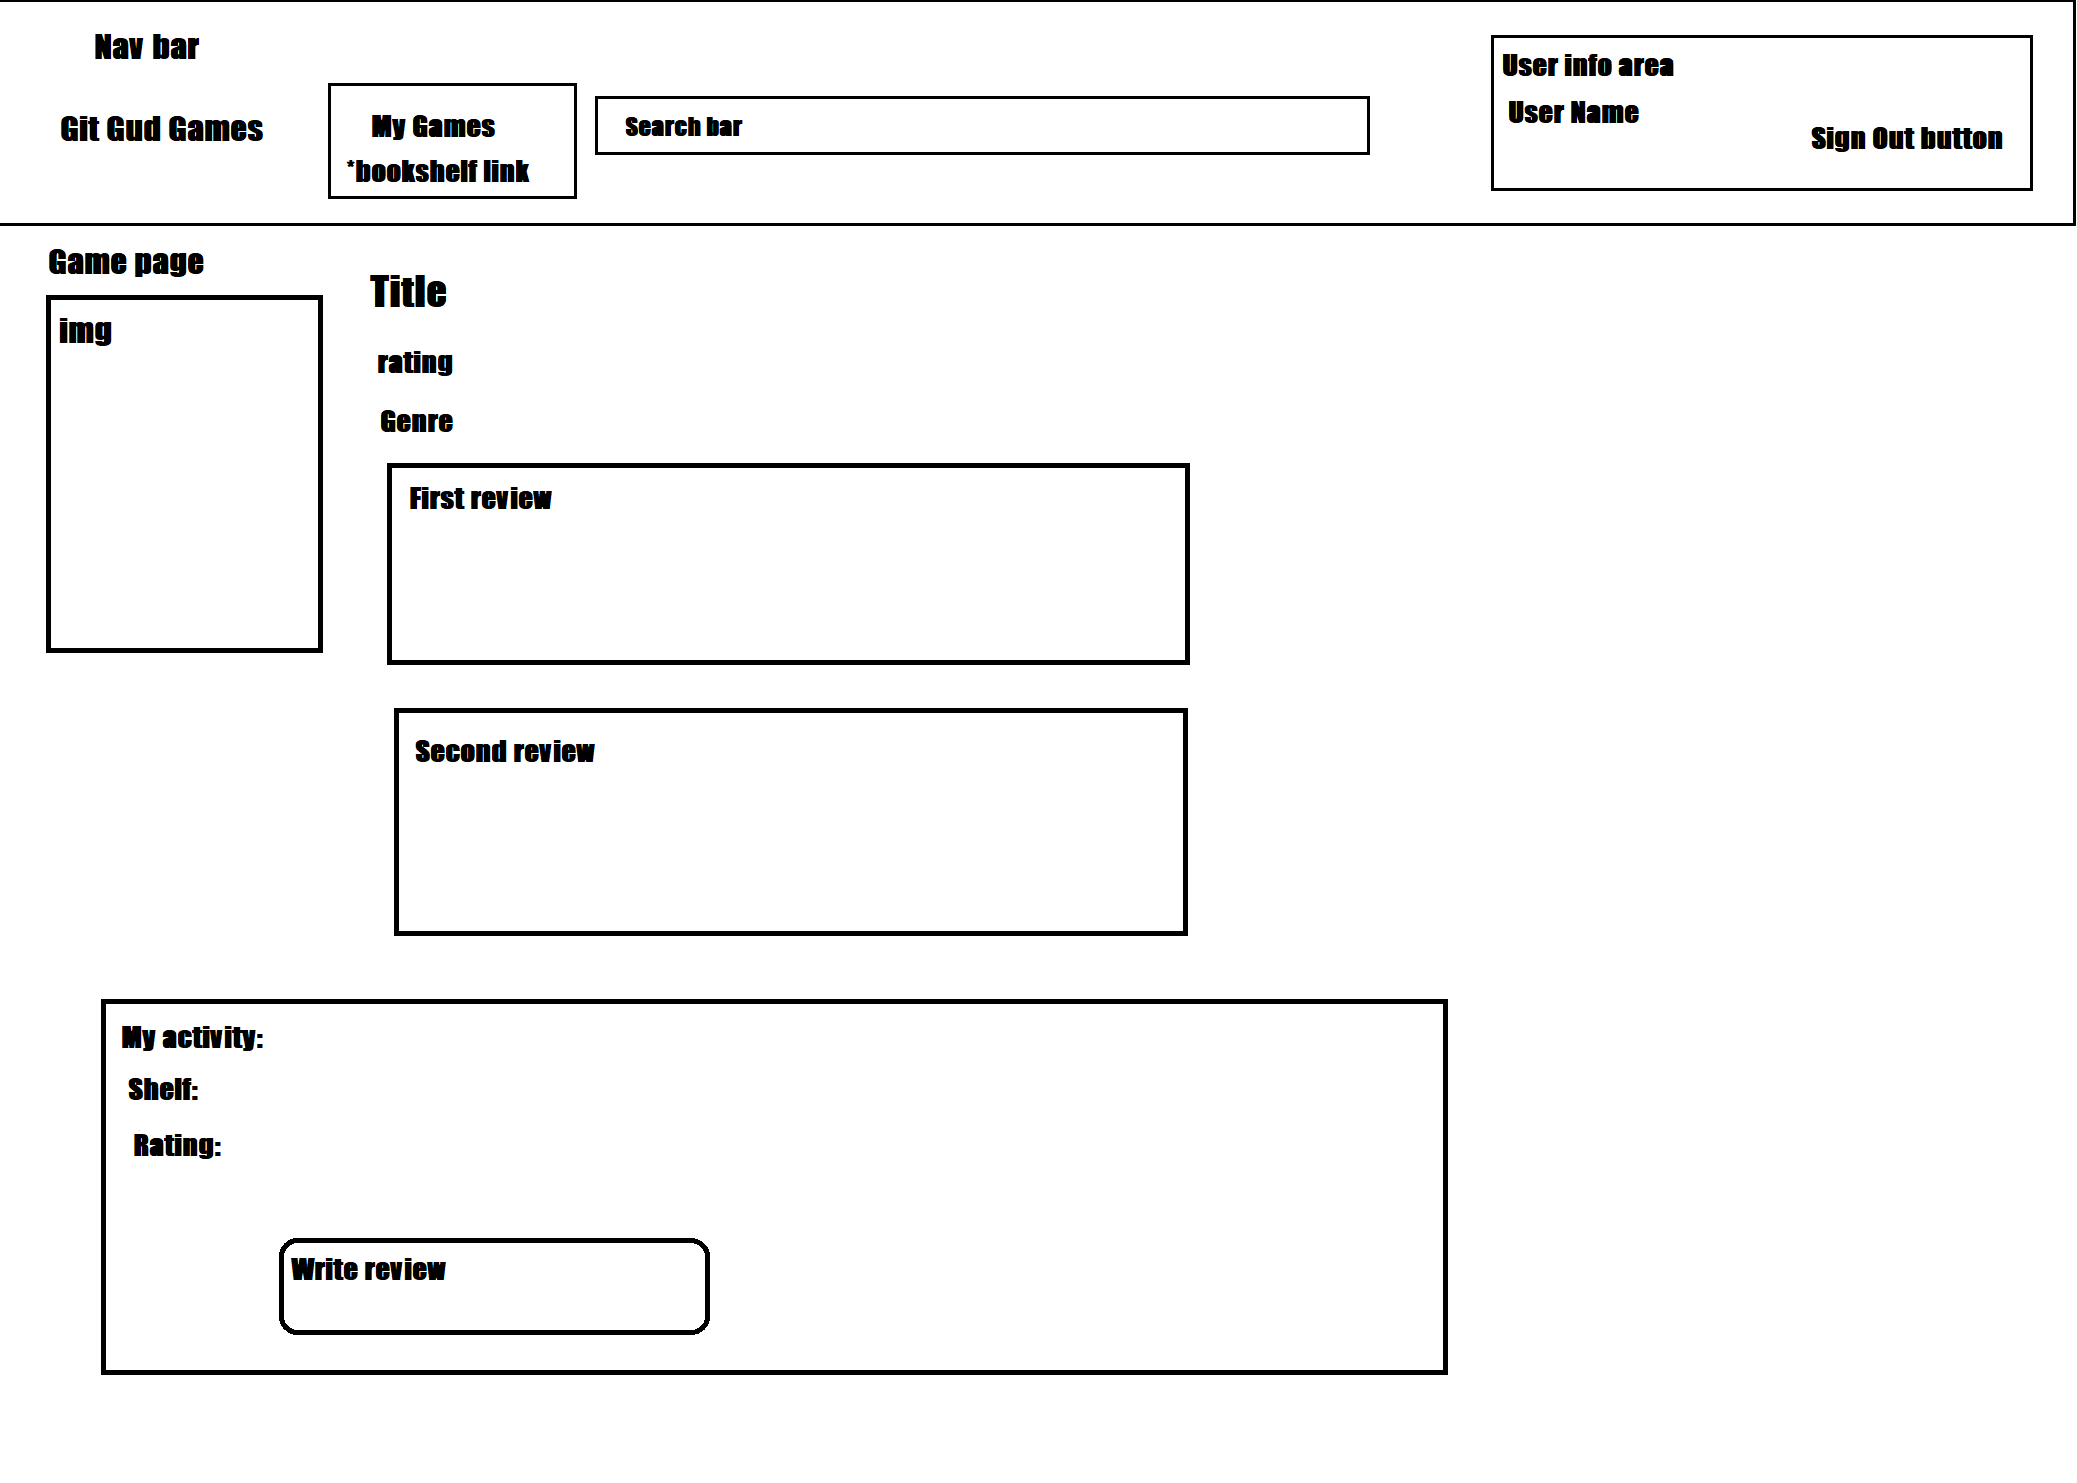 Nav bar
Git Gud Games
My Games
*bookshelf link
Search bar
User info area
User Name
Sign Out button
Game page
img
Title
rating
Genre
First review
Second review
My activity:
Shelf:
Rating:
Write review